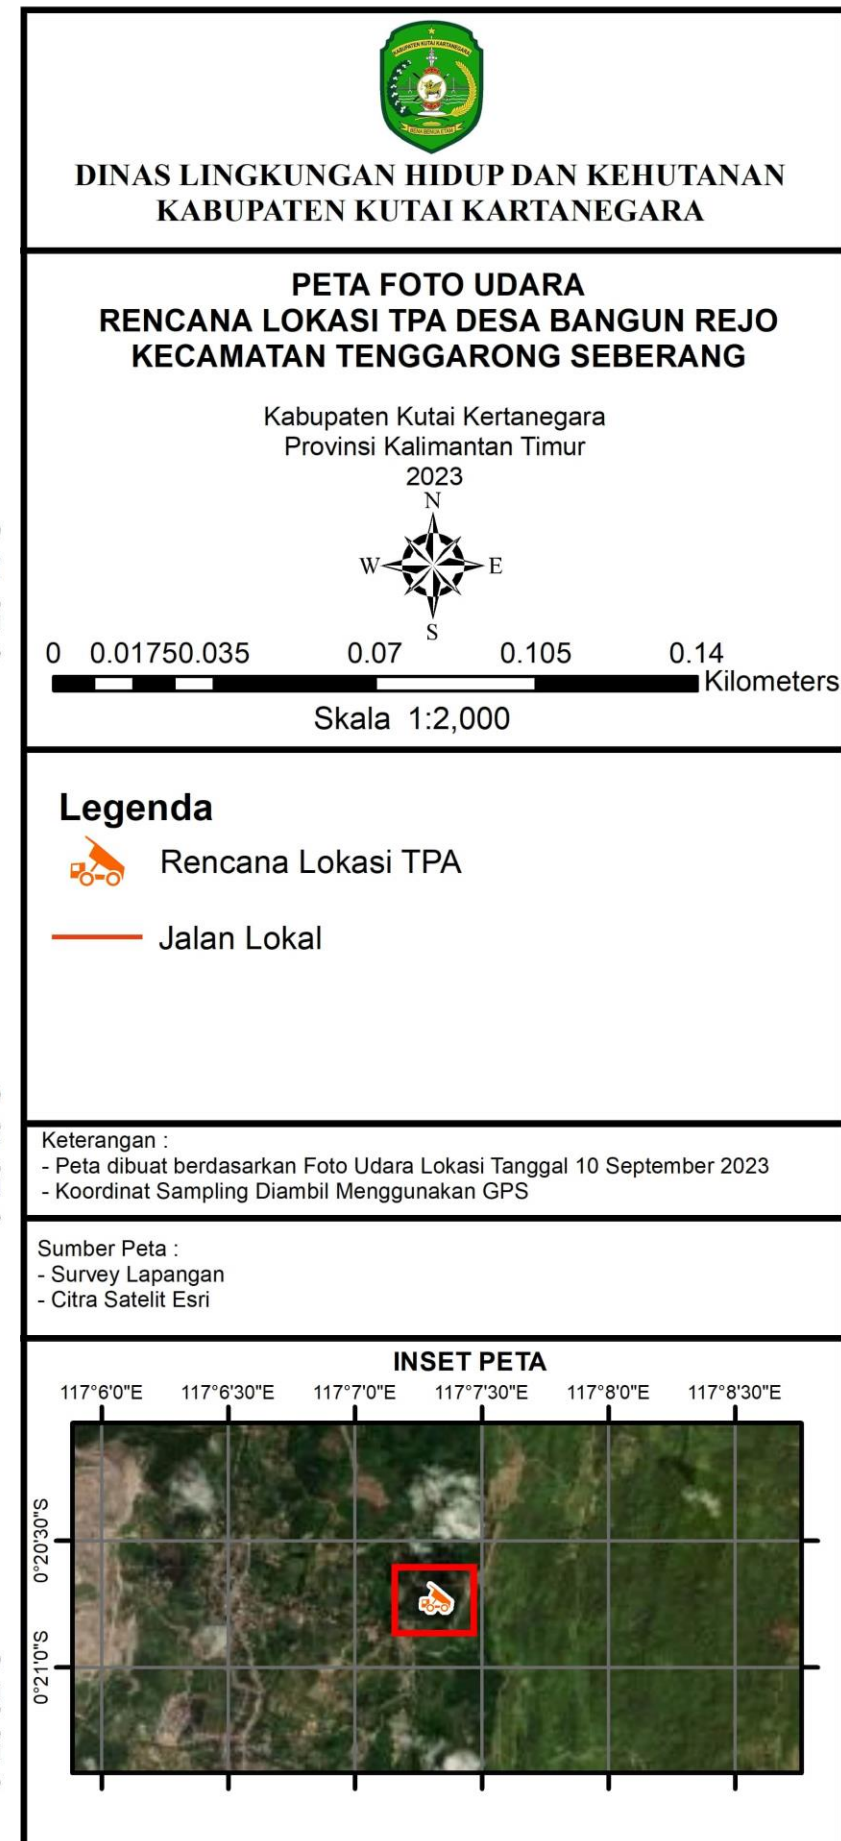 KABUPATEN KUTAI KARTANEGARA
DINAS LINGKUNGAN HIDUP DAN KEHUTANAN
KABUPATEN KUTAI KARTANEGARA
PETA FOTO UDARA
RENCANA LOKASI TPA DESA BANGUN REJO
KECAMATAN TENGGARONG SEBERANG
Kabupaten Kutai Kertanegara
Provinsi Kalimantan Timur
2023
N
W E
S
0 0.01750.035 0.07 0.105 0.14
Kilometers
Skala 1:2,000
Legenda
Rencana Lokasi TPA
Jalan Lokal
Keterangan :
- Peta dibuat berdasarkan Foto Udara Lokasi Tanggal 10 September 2023
- Koordinat Sampling Diambil Menggunakan GPS
Sumber Peta :
- Survey Lapangan
- Citra Satelit Esri
INSET PETA
117°6'0"E 117°6'30"E 117°7'0"E 117°7'30"E 117°8'0"E 117°8'30"E
0°20'30"S
0°21'0"S